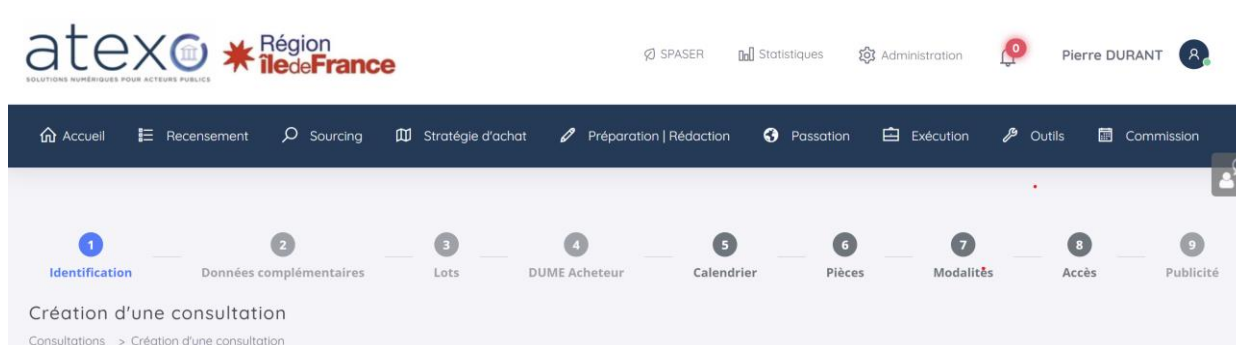 atexo
SOLUTIONS NUMÉRIQUES POUR ACTEURS PUBLICS
Région
îledeFrance
SPASER Statistiques Administration 0 Pierre DURANT A
Accueil Recensement Sourcing Stratégie d'achat Préparation | Rédaction Passation Exécution Outils Commission
1 2 3 4 5 6 7 8 9
Identification Données complémentaires Lots DUME Acheteur Calendrier Pièces Modalités Accès Publicité
Création d'une consultation
Consultations > Création d'une consultation